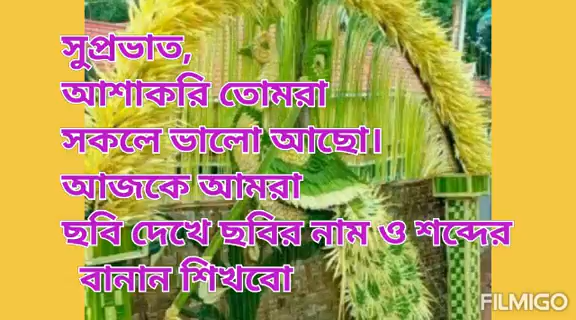 সুপ্রভাত,
আশাকরি তোমরা
সকলে ভালো আছো।
আজকে আমরা
ছবি দেখে ছবির নাম ও শব্দের
বানান শিখবো
FILMIGO